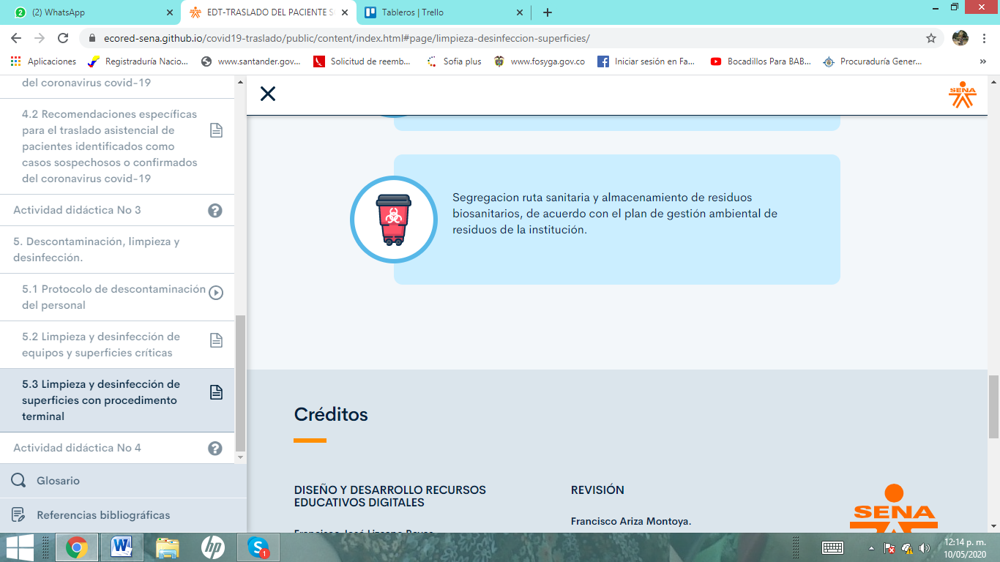 (2) WhatsApp
EDT-TRASLADO DEL PACIENTE S
Tableros | Trello
ecored-sena.github.io/covid19-traslado/public/content/index.html#page/limpieza-desinfeccion-superficies/
Aplicaciones
Registraduría Nacio...
www.santander.gov...
Solicitud de reemb...
Sofia plus
www.fosyga.gov.co
Iniciar sesión en Fa...
Bocadillos Para BAB...
Procuraduría Gener...
»
del coronavirus covid-19
4.2 Recomendaciones específicas
para el traslado asistencial de
pacientes identificados como
casos sospechosos o confirmados
del coronavirus covid-19
Actividad didáctica No 3
5. Descontaminación, limpieza y
desinfección.
5.1 Protocolo de descontaminación
del personal
5.2 Limpieza y desinfección de
equipos y superficies críticas
5.3 Limpieza y desinfección de
superficies con procedimento
terminal
Actividad didáctica No 4
Glosario
Referencias bibliográficas
SENA
Segregacion ruta sanitaria y almacenamiento de residuos
biosanitarios, de acuerdo con el plan de gestión ambiental de
residuos de la institución.
Créditos
DISEÑO Y DESARROLLO RECURSOS
EDUCATIVOS DIGITALES
REVISIÓN
Francisco Ariza Montoya.
SENA
12:14 p. m.
10/05/2020